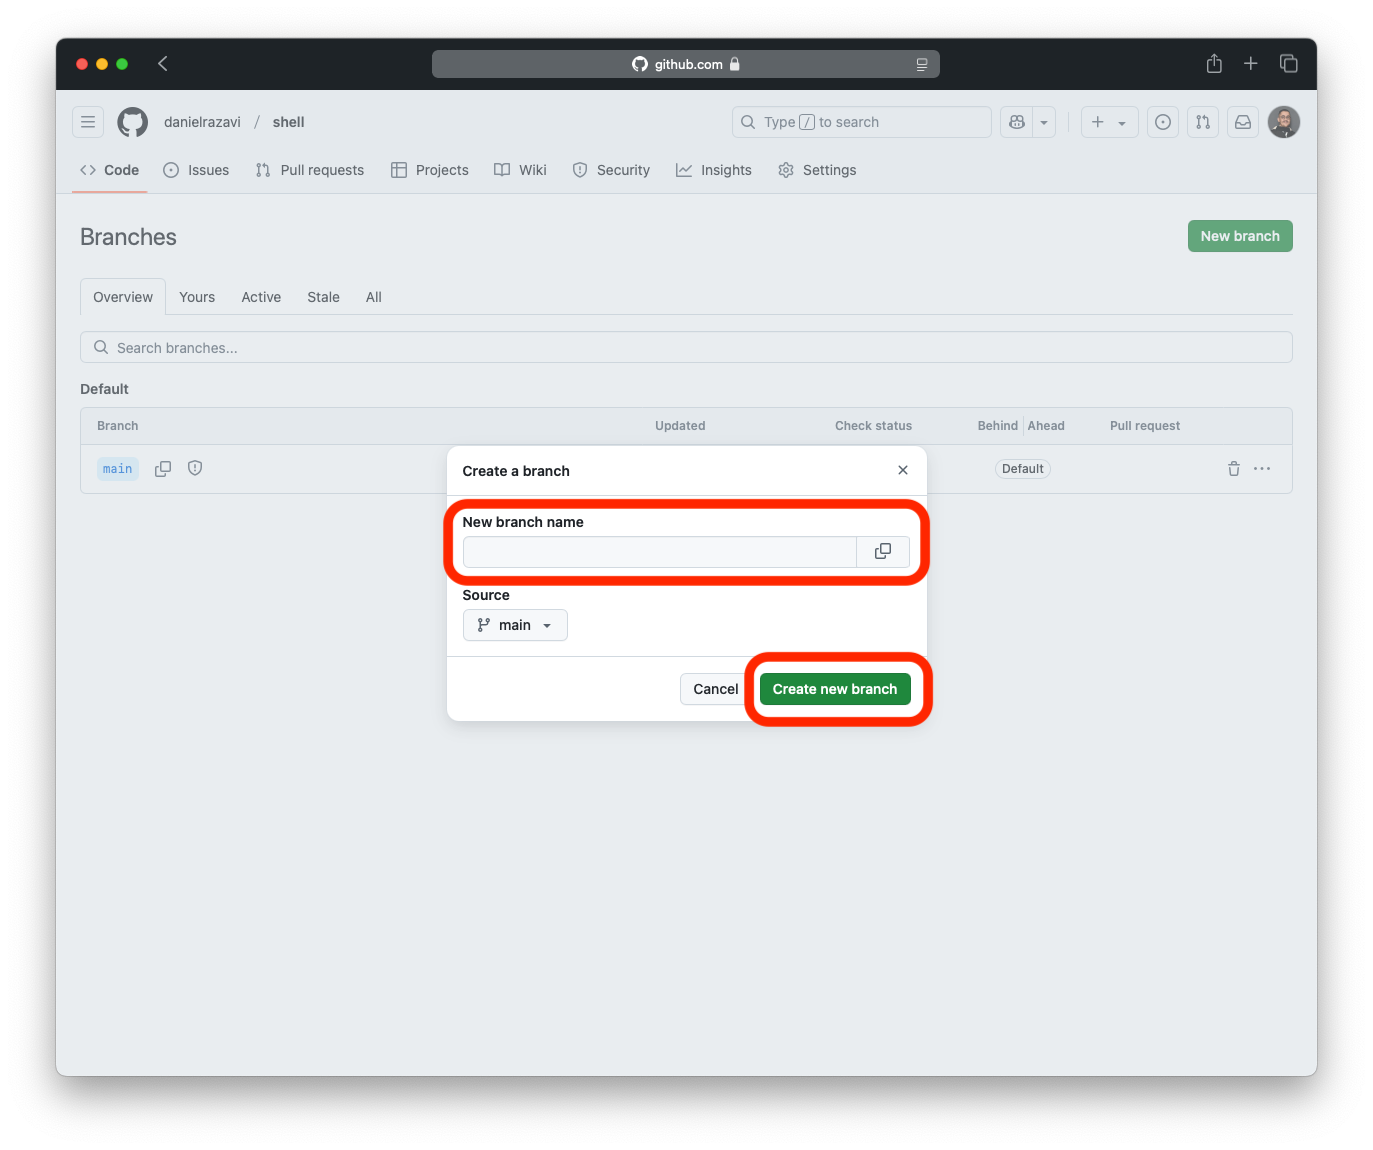 github.com
danielrazavi / shell
Type / to search
Code Issues Pull requests Projects Wiki Security Insights Settings
Branches
New branch
Overview Yours Active Stale All
Search branches...
Default
Branch Updated Check status Behind Ahead Pull request
main Default
Create a branch
New branch name
Source
main
Cancel Create new branch